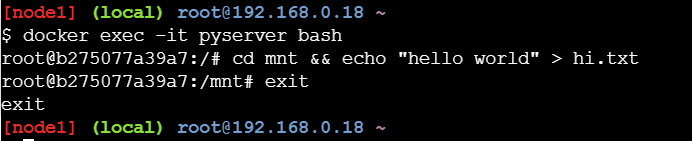 [node1] (local) root@192.168.0.18 ~
$ docker exec -it pyserver bash
root@b275077a39a7:/# cd mnt && echo "hello world" > hi.txt
root@b275077a39a7:/mnt# exit
exit
[node1] (local) root@192.168.0.18 ~